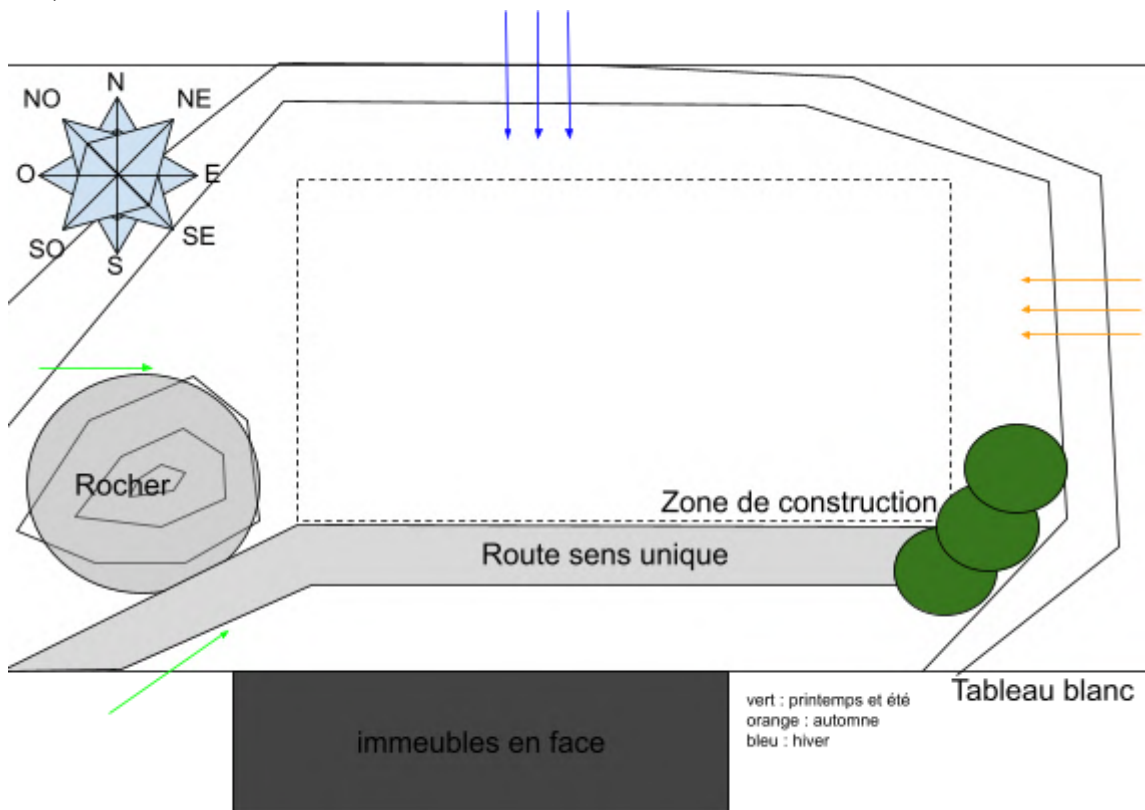 N
NO
NE
O
E
SO
SE
S
Rocher
Zone de construction
Route sens unique
Tableau blanc
vert : printemps et été
orange : automne
bleu : hiver
immeubles en face